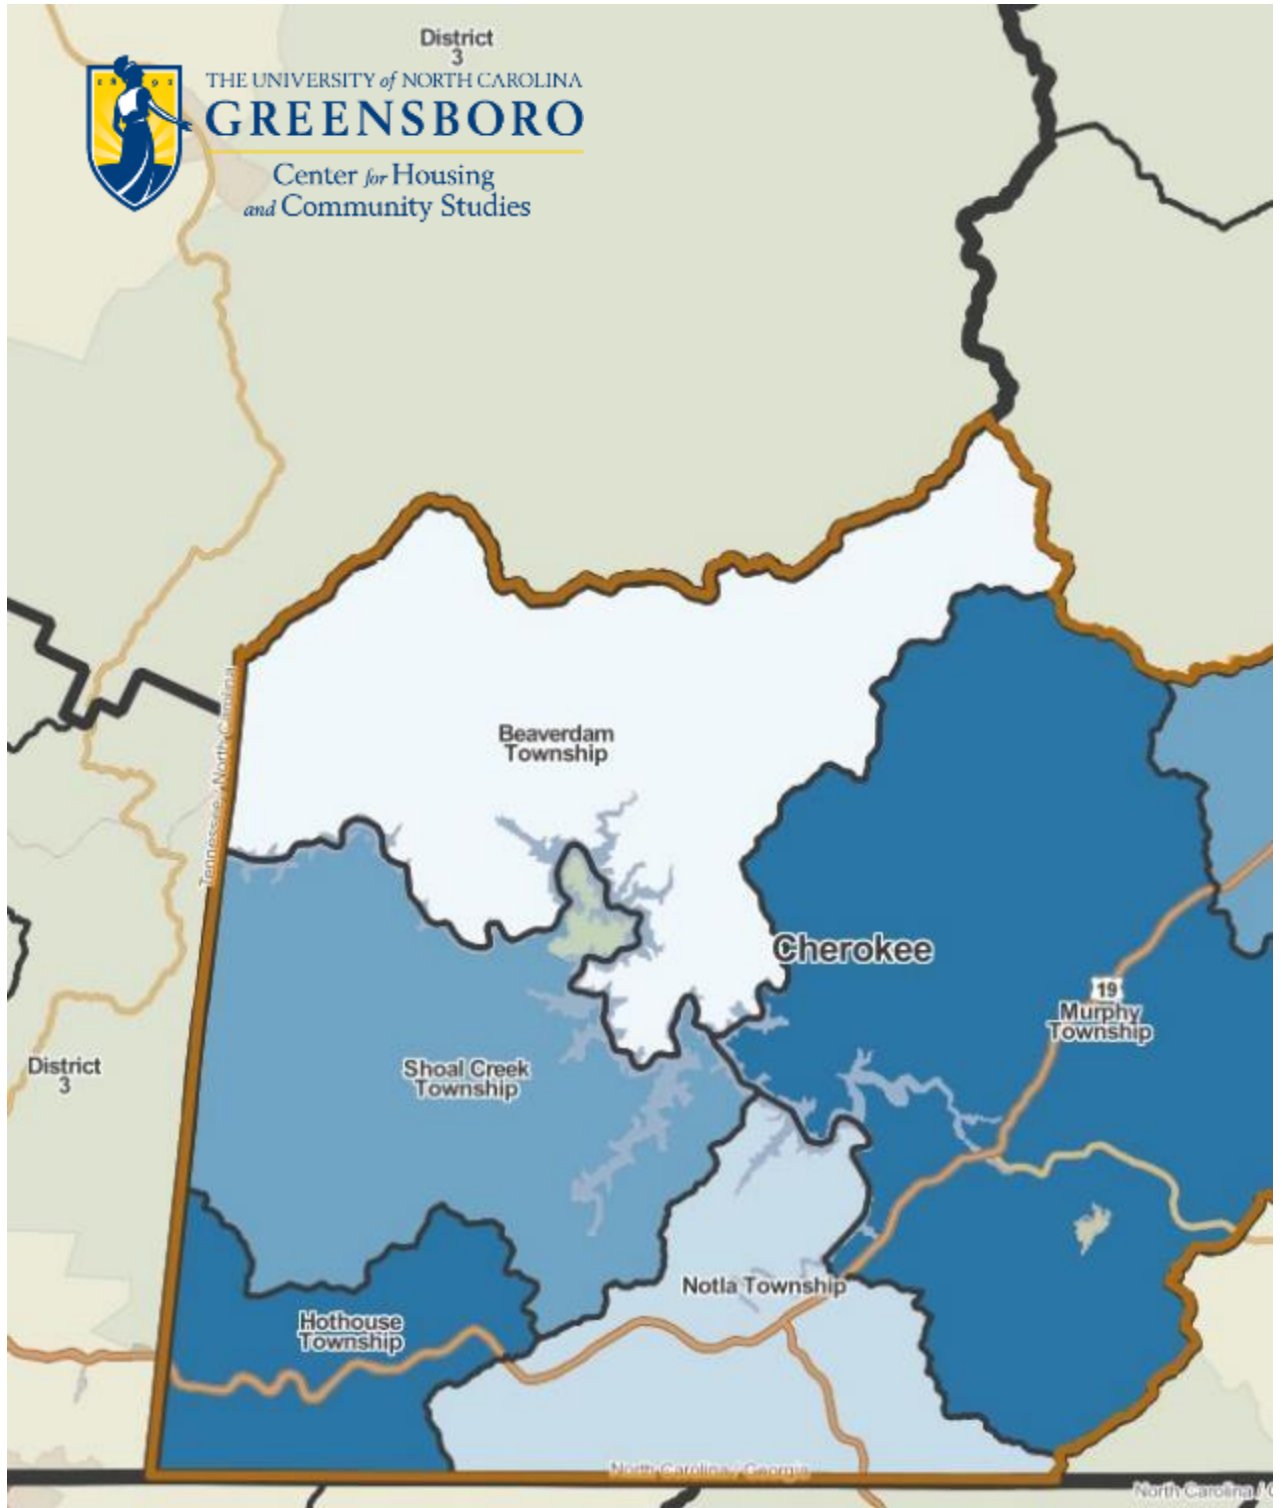 District
3
THE UNIVERSITY of NORTH CAROLINA
GREENSBORO
Center for Housing
and Community Studies
Tennessee / North Carolina
Beaverdam
Township
Cherokee
19
Murphy
Township
District
3
Shoal Creek
Township
Notla Township
Hothouse
Township
North Carolina / Georgia
North Carolina / G